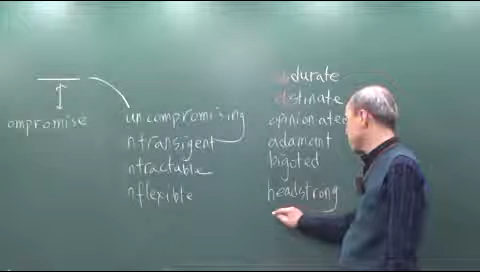 ompromise
uncompromising
ntransigent
ntractable
nflexible
durate
stinate
opinionated
adamant
bigoted
headstrong